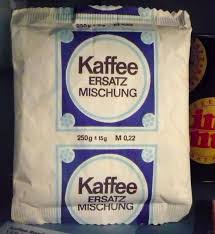 Kaffee
ERSATZ
MISCHUNG
250g ± 15g M 0,22
Kaffee
ERSATZ
MISCHUNG